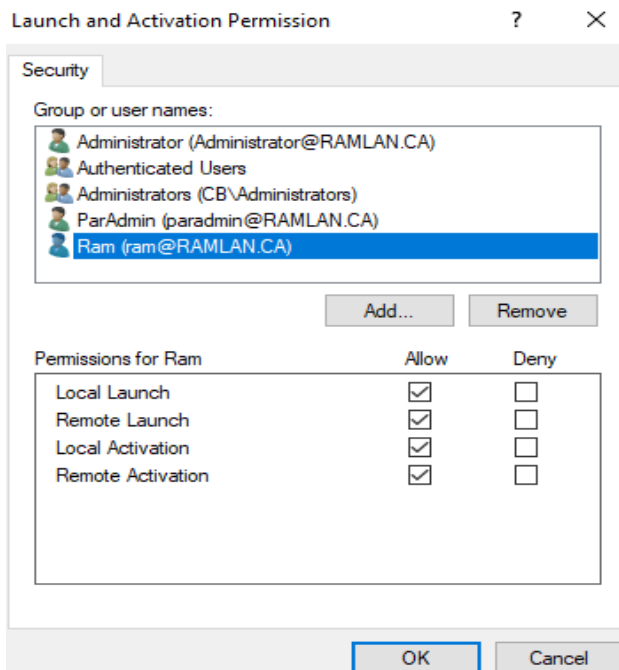 Launch and Activation Permission ? ×
Security
Group or user names:
Administrator (Administrator@RAMLAN.CA)
Authenticated Users
Administrators (CB\Administrators)
ParAdmin (paradmin@RAMLAN.CA)
Ram (ram@RAMLAN.CA)
Add... Remove
Permissions for Ram Allow Deny
Local Launch
Remote Launch
Local Activation
Remote Activation
OK Cancel